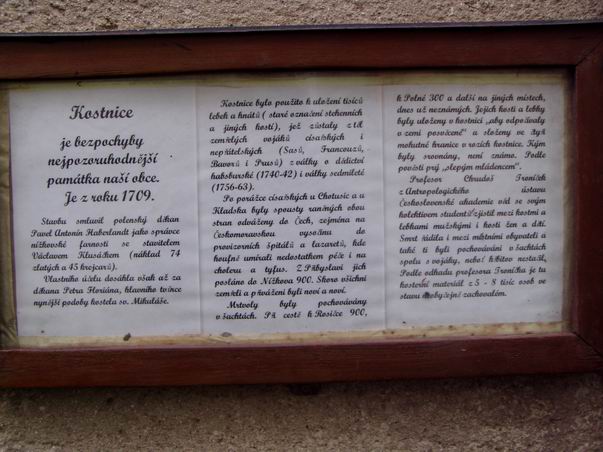 Kostnice
je bezpochyby
nejpozoruhodnější
památka naší obce.
Je z roku 1709.
Stavbu smluvil polenský děkan
Pavel Antonín Haberlandt jako správce
nížkovské farnosti se stavitelem
Václavem Klusáčkem (náklad 74
zlatých a 45 krejcarů).
Vlastního účelu dosáhla však až za
děkana Petra Floriána, hlavního tvůrce
nynější podoby kostela sv. Mikuláše.
Kostnice bylo použito k uložení tisíců
lebek a hnátů ( staré označení stehenních
a jiných kostí), jež zůstaly z těl
zemřelých vojáků císařských i
nepřátelských (Sasů, Francouzů,
Bavorů i Prusů) z války o dědictví
habsburské (1740-42) i války sedmileté
(1756-63).
Po porážce císařských u Chotusic a u
Kladska byly spousty raněných obou
stran odváženy do Čech, zejména na
Českomoravskou vysočinu do
provizorních špitálů a lazaretů, kde
houfně umírali nedostatkem péče i na
choleru a tyfus. Z Přibyslavi jich
posláno do Nížkova 900. Skoro všichni
zemřeli a přiváženi byli noví a noví.
Mrtvoly byly pochovávány
v šachtách. Při cestě k Rosičce 900,
k Polné 300 a další na jiných místech,
dnes už neznámých. Jejich kosti a lebky
byly uloženy v kostnici „aby odpočívaly
v zemi posvěcené“ a složeny ve čtyři
mohutné hranice v rozích kostnice. Kým
byly srovnány, není známo. Podle
pověsti prý „slepým mládencem“.
Profesor Chrudoš Troníček
z Antropologického ústavu
Československé akademie věd se svým
kolektivem studentů zjistil mezi kostmi a
lebkami mužskými i kosti žen a dětí.
Smrt řádila i mezi místními obyvateli a
také ti byli pochováváni v šachtách
spolu s vojáky, neboť hřbitov nestačil.
Podle odhadu profesora Troníčka je tu
kosterní materiál z 5 - 8 tisíc osob ve
stavu neobyčejně zachovalém.